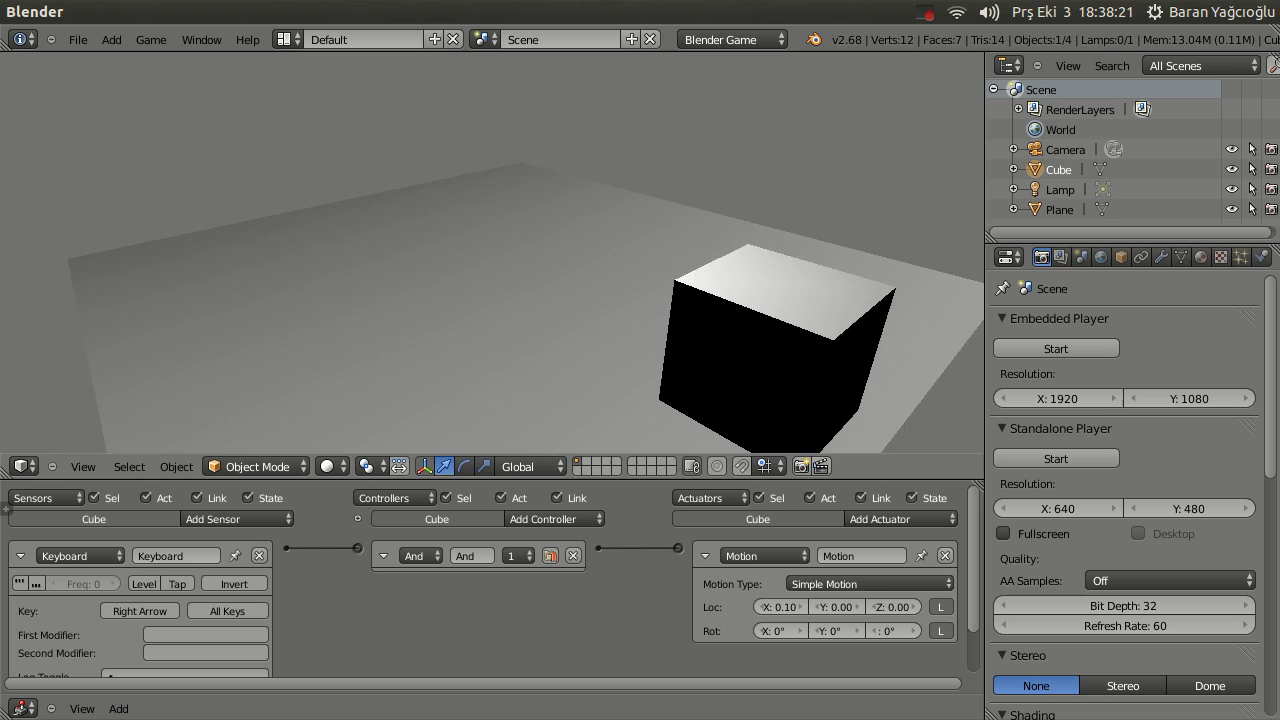 Blender
Prş Eki 3 18:38:21 Baran Yağcıoğlu
File Add Game Window Help Default Scene Blender Game v2.68 | Verts:12 | Faces:7 | Tris:14 | Objects:1/4 | Lamps:0/1 | Mem:13.04M (0.11M) | Cub
View Search All Scenes
Scene
RenderLayers
World
Camera
Cube
Lamp
Plane
Scene
Embedded Player
Start
Resolution:
X: 1920 Y: 1080
Standalone Player
Start
Resolution:
X: 640 Y: 480
Fullscreen Desktop
Quality:
AA Samples: Off
Bit Depth: 32
Refresh Rate: 60
Stereo
None Stereo Dome
Shading
View Select Object Object Mode Global
Sensors Sel Act Link State Controllers Sel Act Link Actuators Sel Act Link State
Cube Add Sensor Cube Add Controller Cube Add Actuator
Keyboard Keyboard And And 1 Motion Motion
Freq: 0 Level Tap Invert Motion Type: Simple Motion
Key: Right Arrow All Keys Loc: X: 0.10 Y: 0.00 Z: 0.00 L
First Modifier: Rot: X: 0° Y: 0° : 0° L
Second Modifier:
Log Toggle
View Add